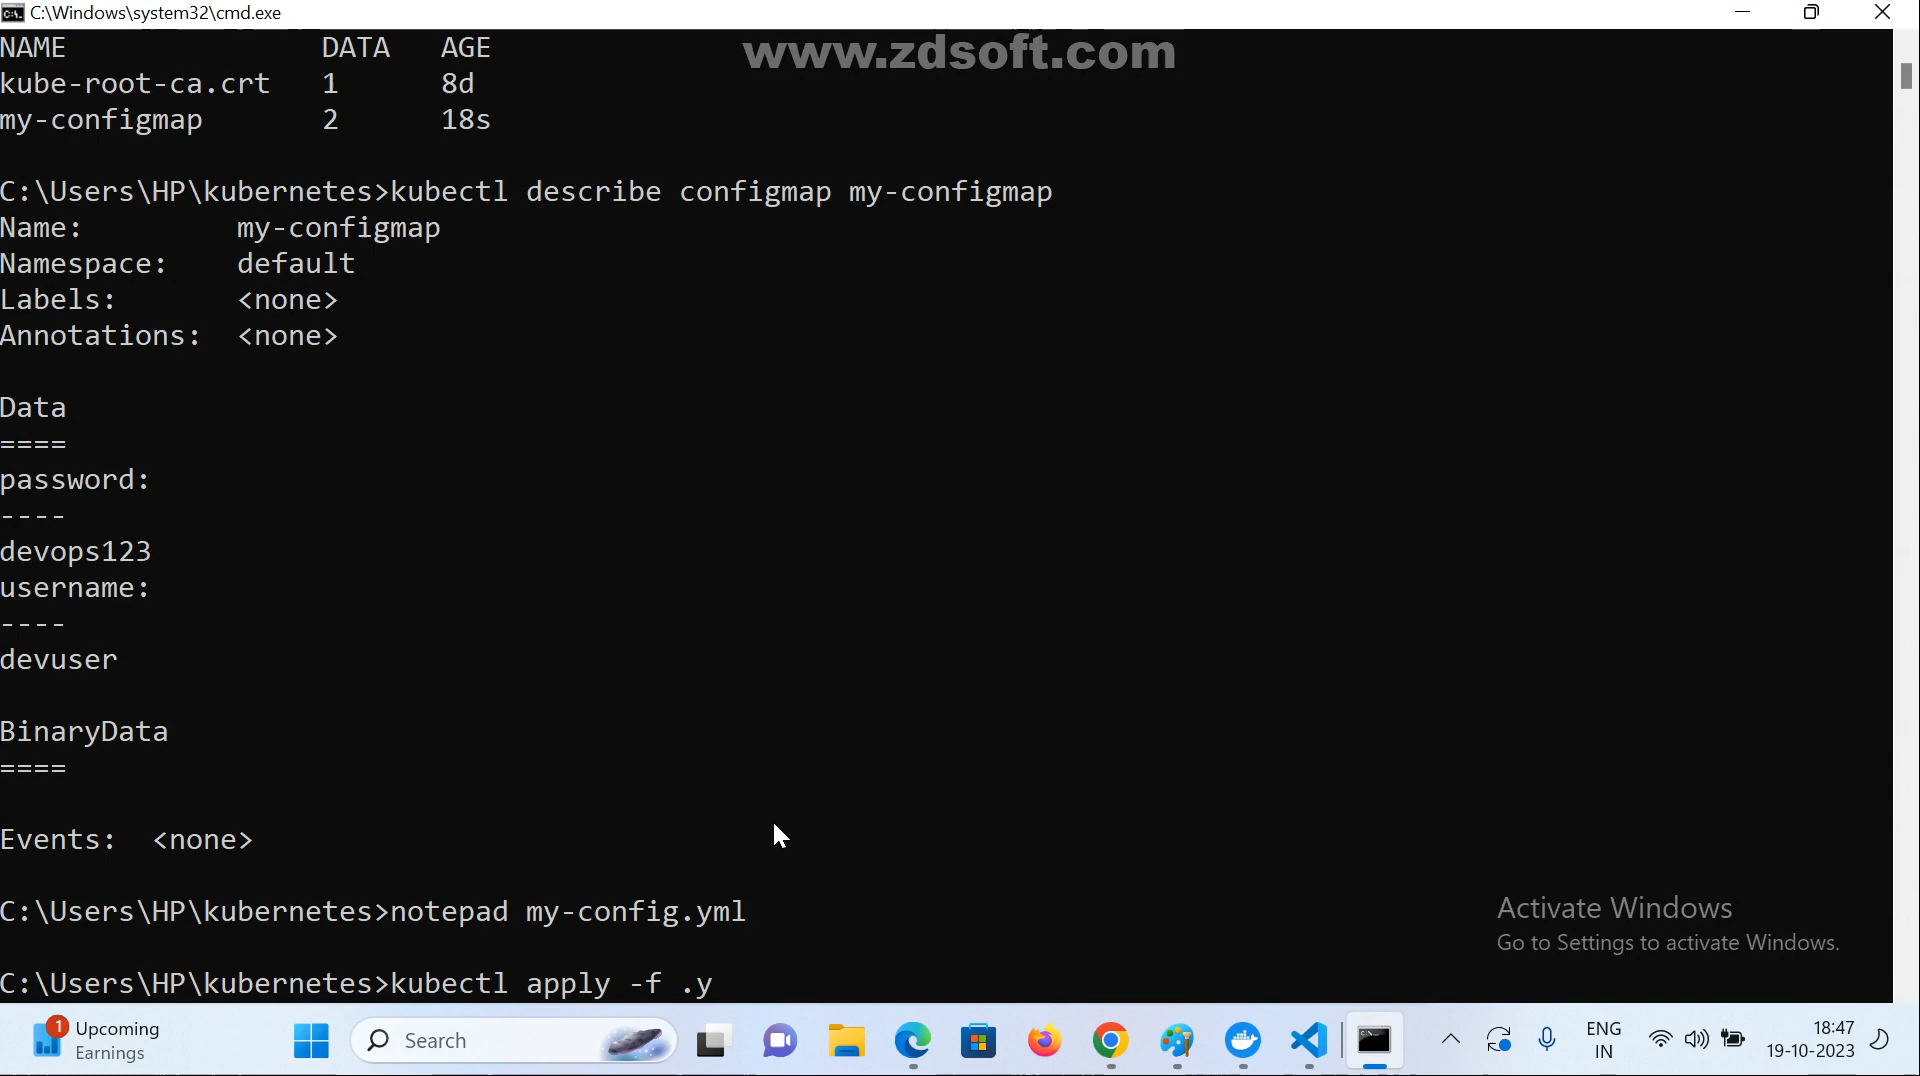 C:\Windows\system32\cmd.exe
www.zdsoft.com
NAME DATA AGE
kube-root-ca.crt 1 8d
my-configmap 2 18s
C:\Users\HP\kubernetes>kubectl describe configmap my-configmap
Name: my-configmap
Namespace: default
Labels: <none>
Annotations: <none>
Data
====
password:
----
devops123
username:
----
devuser
BinaryData
====
Events: <none>
C:\Users\HP\kubernetes>notepad my-config.yml
C:\Users\HP\kubernetes>kubectl apply -f .y
Activate Windows
Go to Settings to activate Windows.
1
Upcoming
Earnings
Search
ENG
IN
18:47
19-10-2023